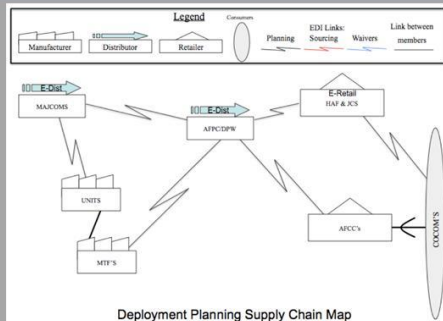 Legend
Consumers
EDI Links:
Link between
members
Planning
Sourcing
Waivers
Manufacturer
Distributor
Retailer
E-Dist
MAJCOMS
E-Dist
AFPC/DPW
E-Retail
HAF & JCS
UNITS
MTF'S
AFCC's
COCOM'S
Deployment Planning Supply Chain Map